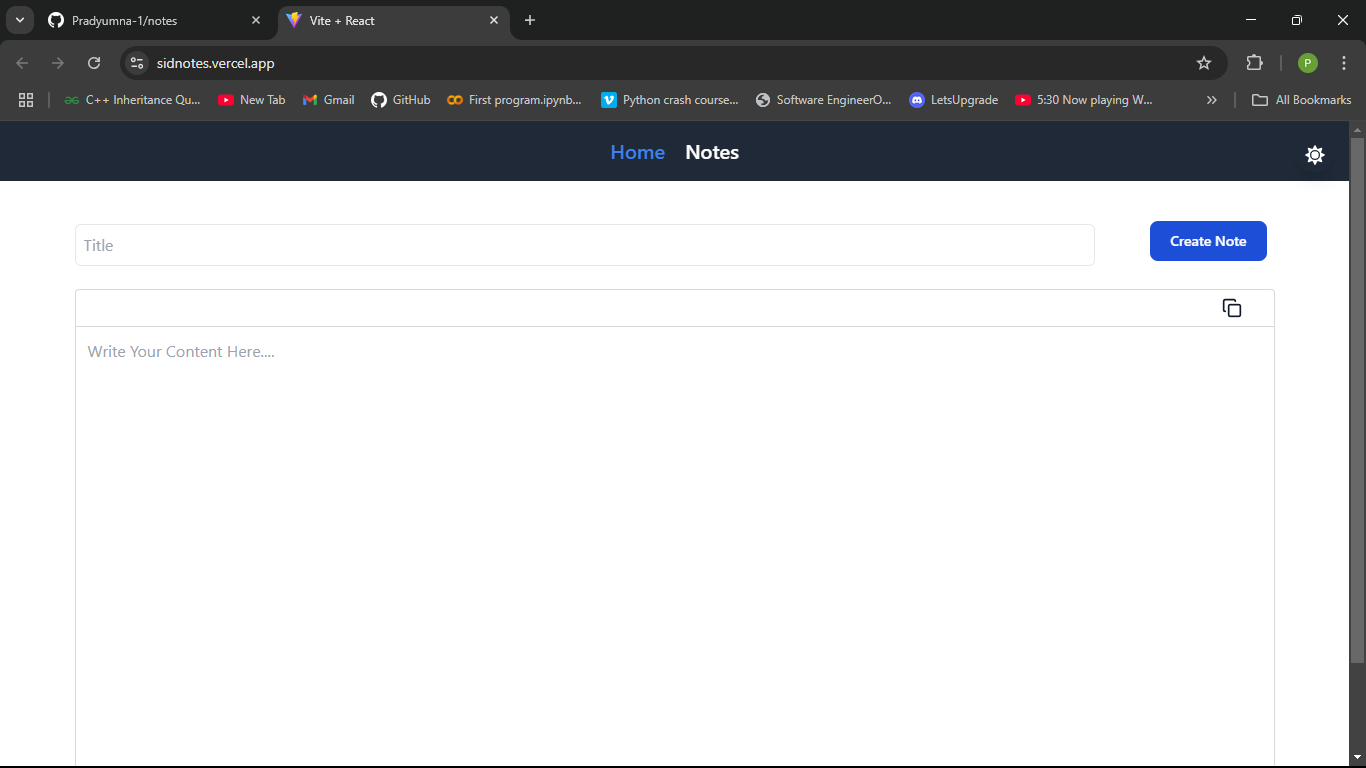 Pradyumna-1/notes
Vite + React
sidnotes.vercel.app
P
C++ Inheritance Qu...
New Tab
Gmail
GitHub
First program.ipynb...
Python crash course...
Software EngineerO...
LetsUpgrade
5:30 Now playing W...
All Bookmarks
Home Notes
Title
Create Note
Write Your Content Here....